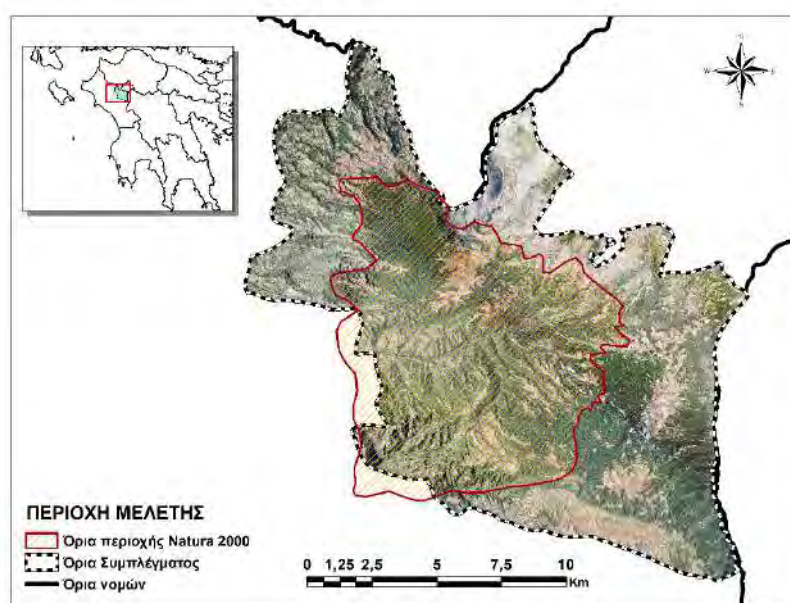 N
W
E
S
ΠΕΡΙΟΧΗ ΜΕΛΕΤΗΣ
Όρια περιοχής Natura 2000
Όρια Συμπλέγματος
Όρια νομών
0 1,25 2,5 5 7,5 10
Km